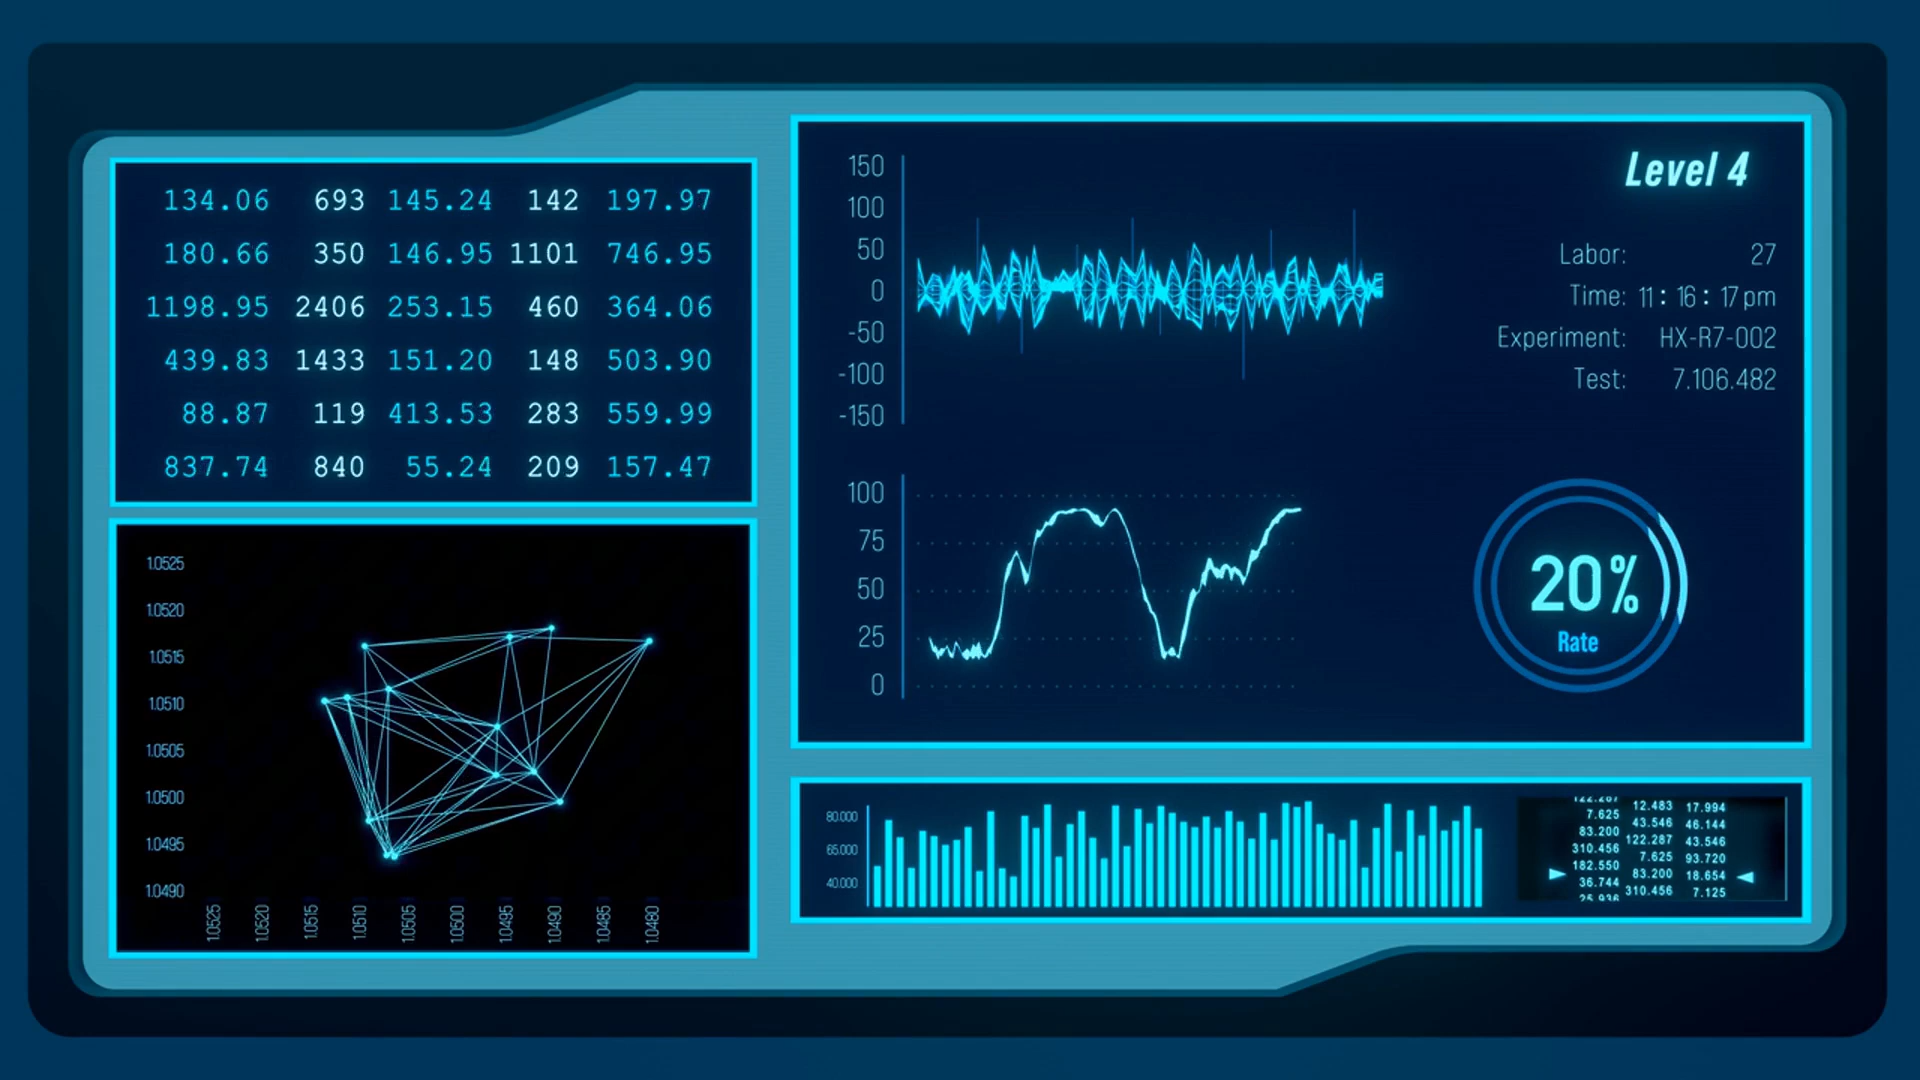 134.06 693 145.24 142 197.97
180.66 350 146.95 1101 746.95
1198.95 2406 253.15 460 364.06
439.83 1433 151.20 148 503.90
88.87 119 413.53 283 559.99
837.74 840 55.24 209 157.47
1.0525
1.0520
1.0515
1.0510
1.0505
1.0500
1.0495
1.0490
1.0525 1.0520 1.0515 1.0510 1.0505 1.0500 1.0495 1.0490 1.0485 1.0480
150
100
50
0
-50
-100
-150
Level 4
Labor: 27
Time: 11 : 16 : 17 pm
Experiment: HX-R7-002
Test: 7.106.482
100
75
50
25
0
20%
Rate
80.000
65.000
40.000
122.287 12.483 17.994
7.625 43.546 46.144
83.200 122.287 43.546
310.456 7.625 93.720
182.550 83.200 18.654
36.744 310.456 7.125
25.936